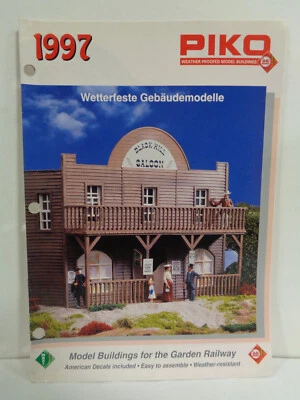 1997
PIKO
WEATHER PROOFED MODEL BUILDINGS
Wetterfeste Gebäudemodelle
BLACK HILL
SALOON
Model Buildings for the Garden Railway
American Decals included • Easy to assemble • Weather-resistant